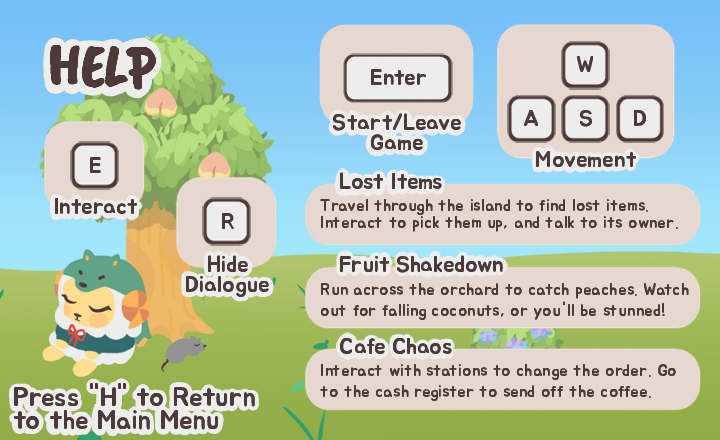 HELP
E
Interact
R
Hide
Dialogue
Press "H" to Return
to the Main Menu
Enter
Start/Leave
Game
W
A S D
Movement
Lost Items
Travel through the island to find lost items.
Interact to pick them up, and talk to its owner.
Fruit Shakedown
Run across the orchard to catch peaches. Watch
out for falling coconuts, or you'll be stunned!
Cafe Chaos
Interact with stations to change the order. Go
to the cash register to send off the coffee.